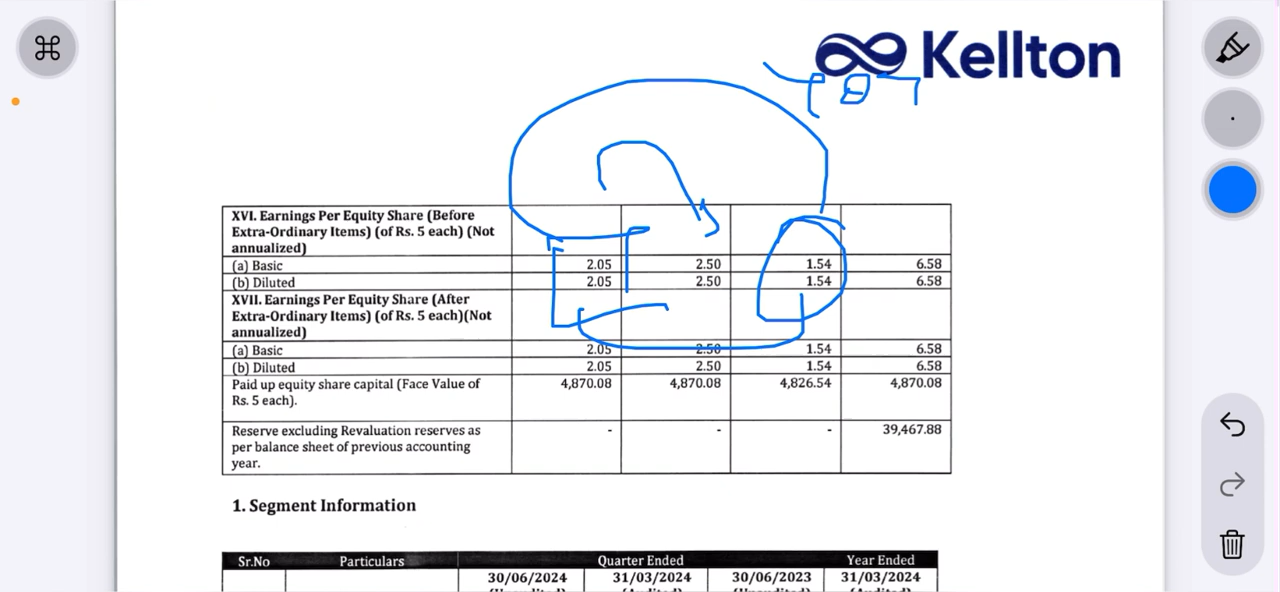 Kellton
XVI. Earnings Per Equity Share (Before
Extra-Ordinary Items) (of Rs. 5 each) (Not
annualized)
(a) Basic 2.05 2.50 1.54 6.58
(b) Diluted 2.05 2.50 1.54 6.58
XVII. Earnings Per Equity Share (After
Extra-Ordinary Items) (of Rs. 5 each)(Not
annualized)
(a) Basic 2.05 2.50 1.54 6.58
(b) Diluted 2.05 2.50 1.54 6.58
Paid up equity share capital (Face Value of 4,870.08 4,870.08 4,826.54 4,870.08
Rs. 5 each).
Reserve excluding Revaluation reserves as - - - 39,467.88
per balance sheet of previous accounting
year.
1. Segment Information
Sr.No Particulars Quarter Ended Year Ended
30/06/2024 31/03/2024 30/06/2023 31/03/2024